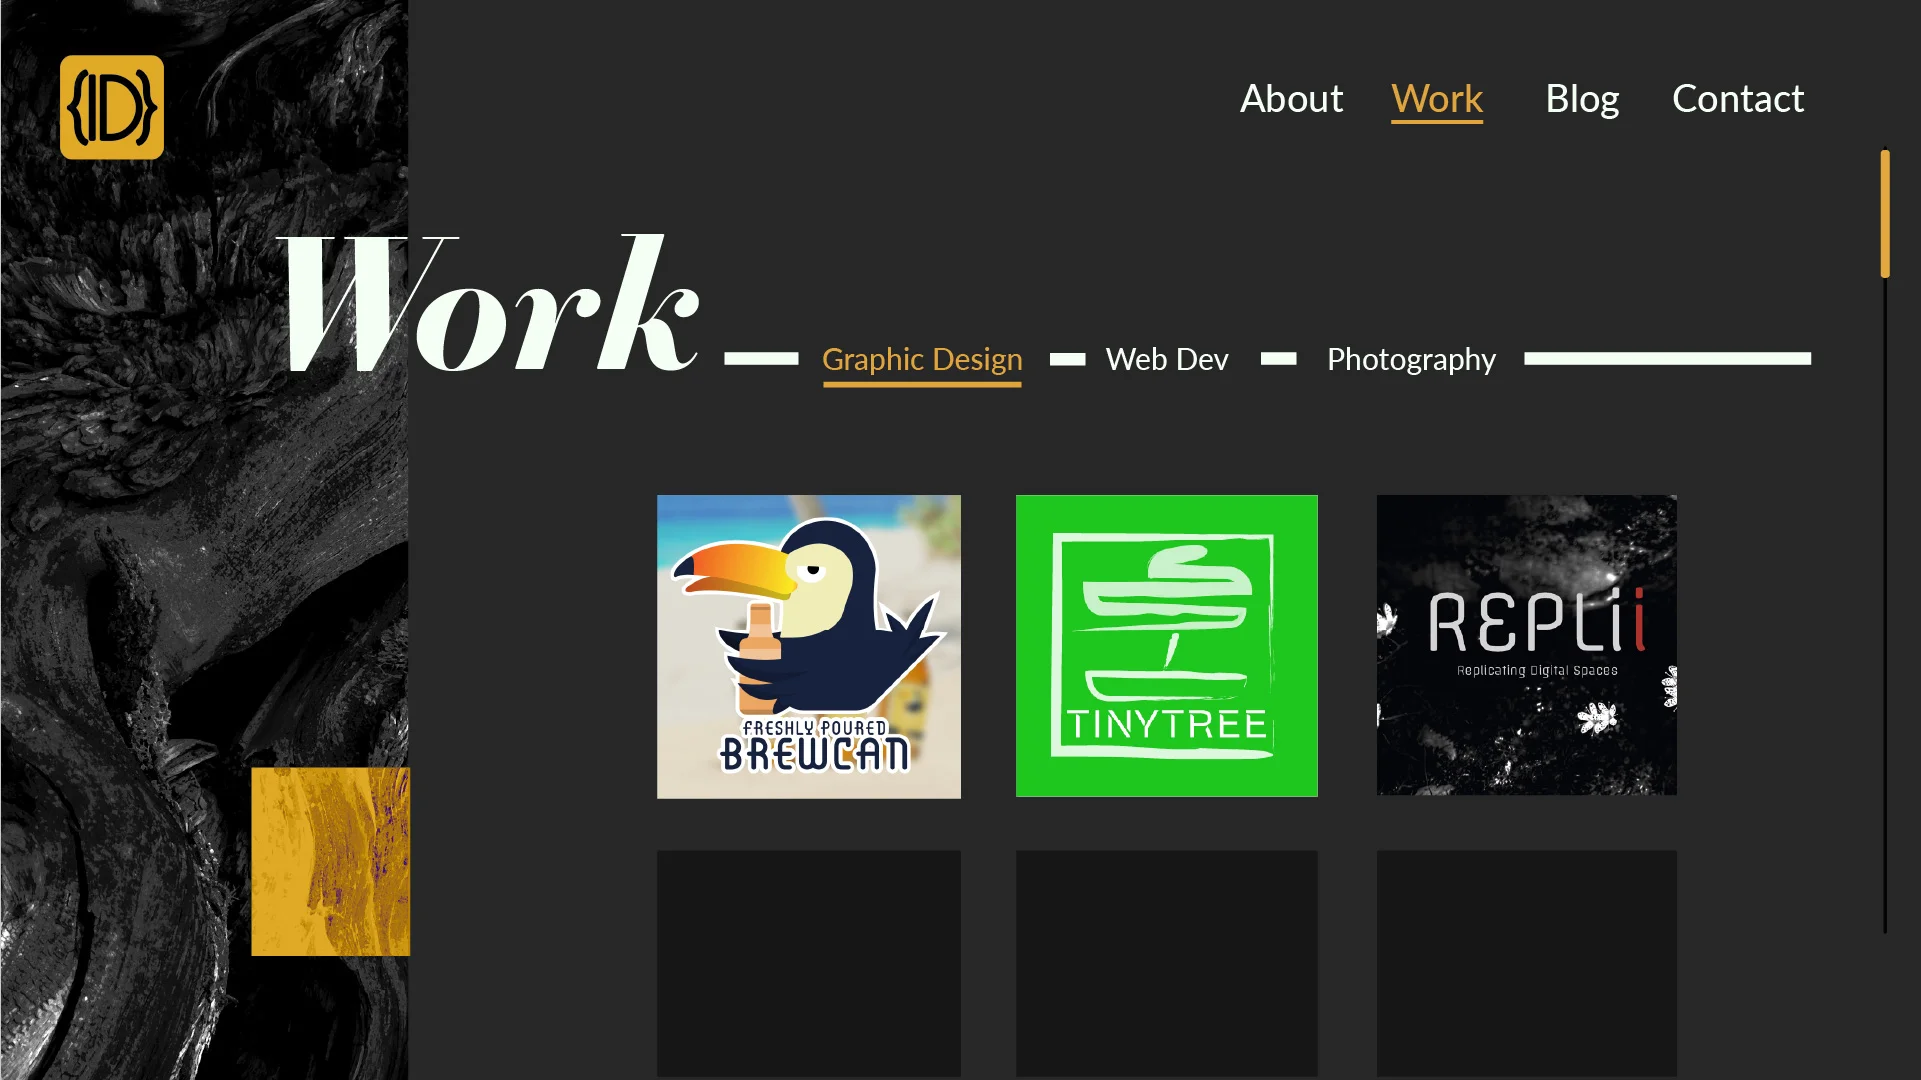 {ID}
About Work Blog Contact
Work
Graphic Design Web Dev Photography
FRESHLY POURED
BREWCAN
TINYTREE
REPLii
Replicating Digital Spaces